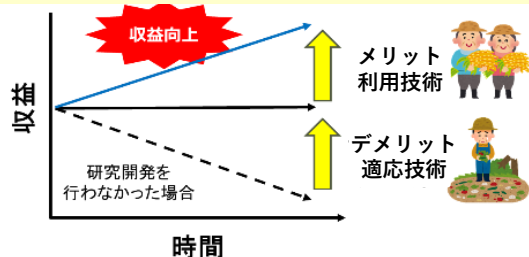 収益向上
メリット
利用技術
収益
デメリット
適応技術
研究開発を
行わなかった場合
時間